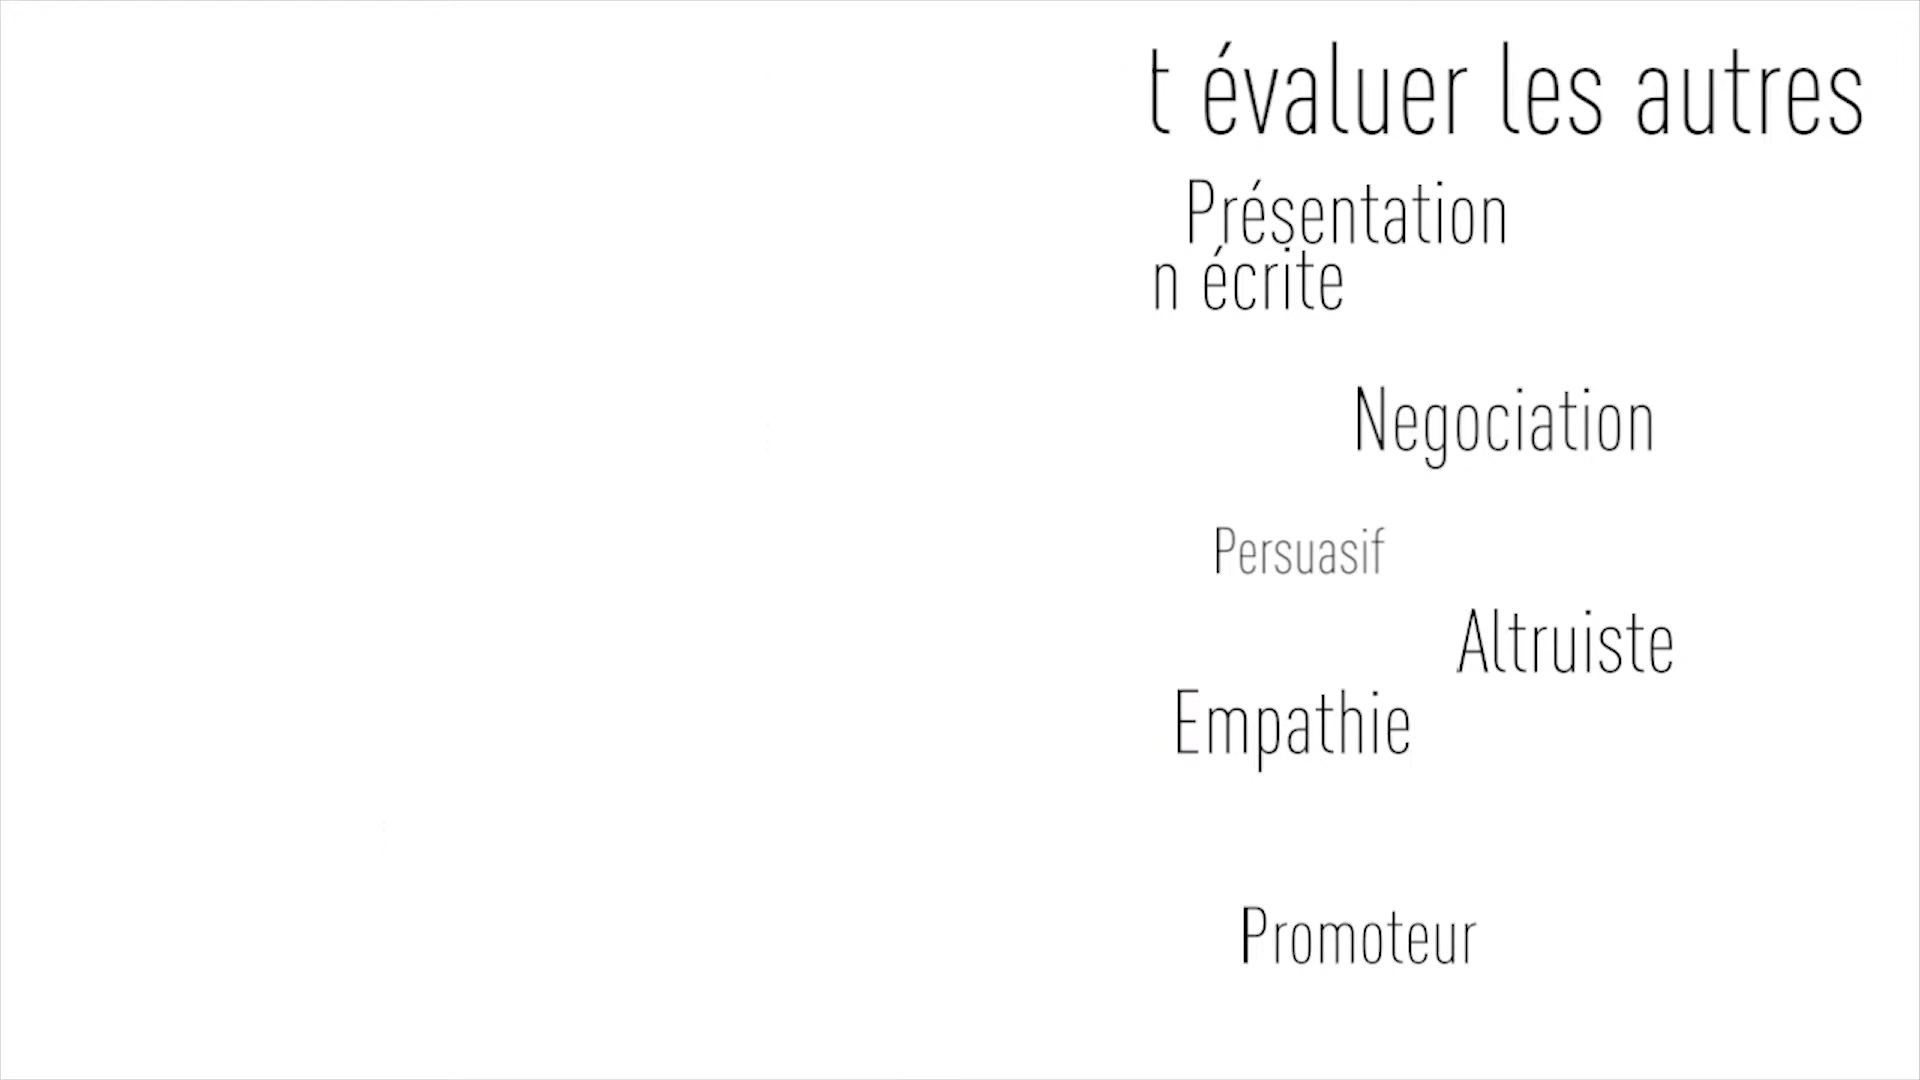 t évaluer les autres
Présentation
n écrite
Negociation
Persuasif
Altruiste
Empathie
Promoteur